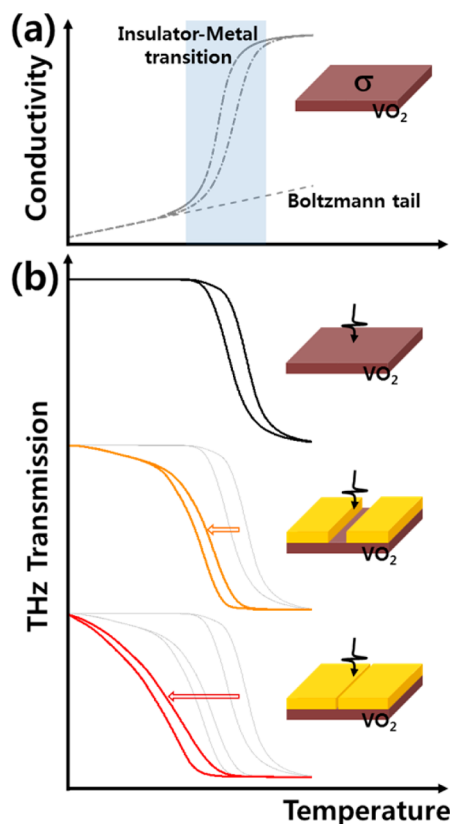 (a)
Insulator-Metal
transition
σ
VO2
Conductivity
Boltzmann tail
(b)
VO2
THz Transmission
VO2
VO2
Temperature